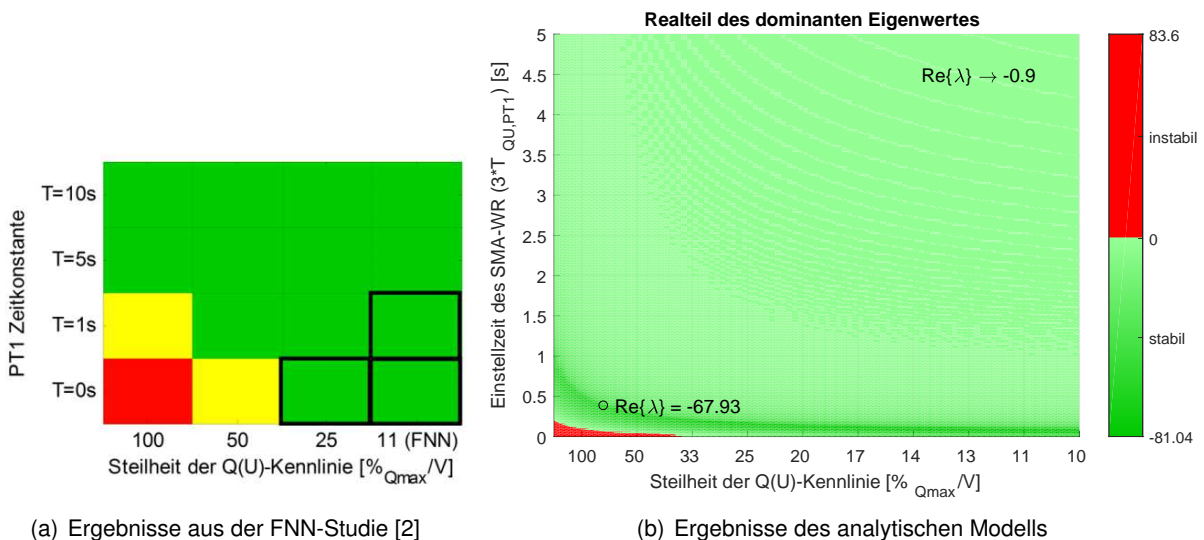 T=10s
T=5s
T=1s
T=0s
PT1 Zeitkonstante
100 50 25 11 (FNN)
Steilheit der Q(U)-Kennlinie [%Qmax/V]
(a) Ergebnisse aus der FNN-Studie [2]
Realteil des dominanten Eigenwertes
5
4.5
4
3.5
3
2.5
2
1.5
1
0.5
0
Einstellzeit des SMA-WR (3*T QU,PT1) [s]
Re{λ} → -0.9
Re{λ} = -67.93
100 50 33 25 20 17 14 13 11 10
Steilheit der Q(U)-Kennlinie [% Qmax/V]
83.6
instabil
0
stabil
-81.04
(b) Ergebnisse des analytischen Modells